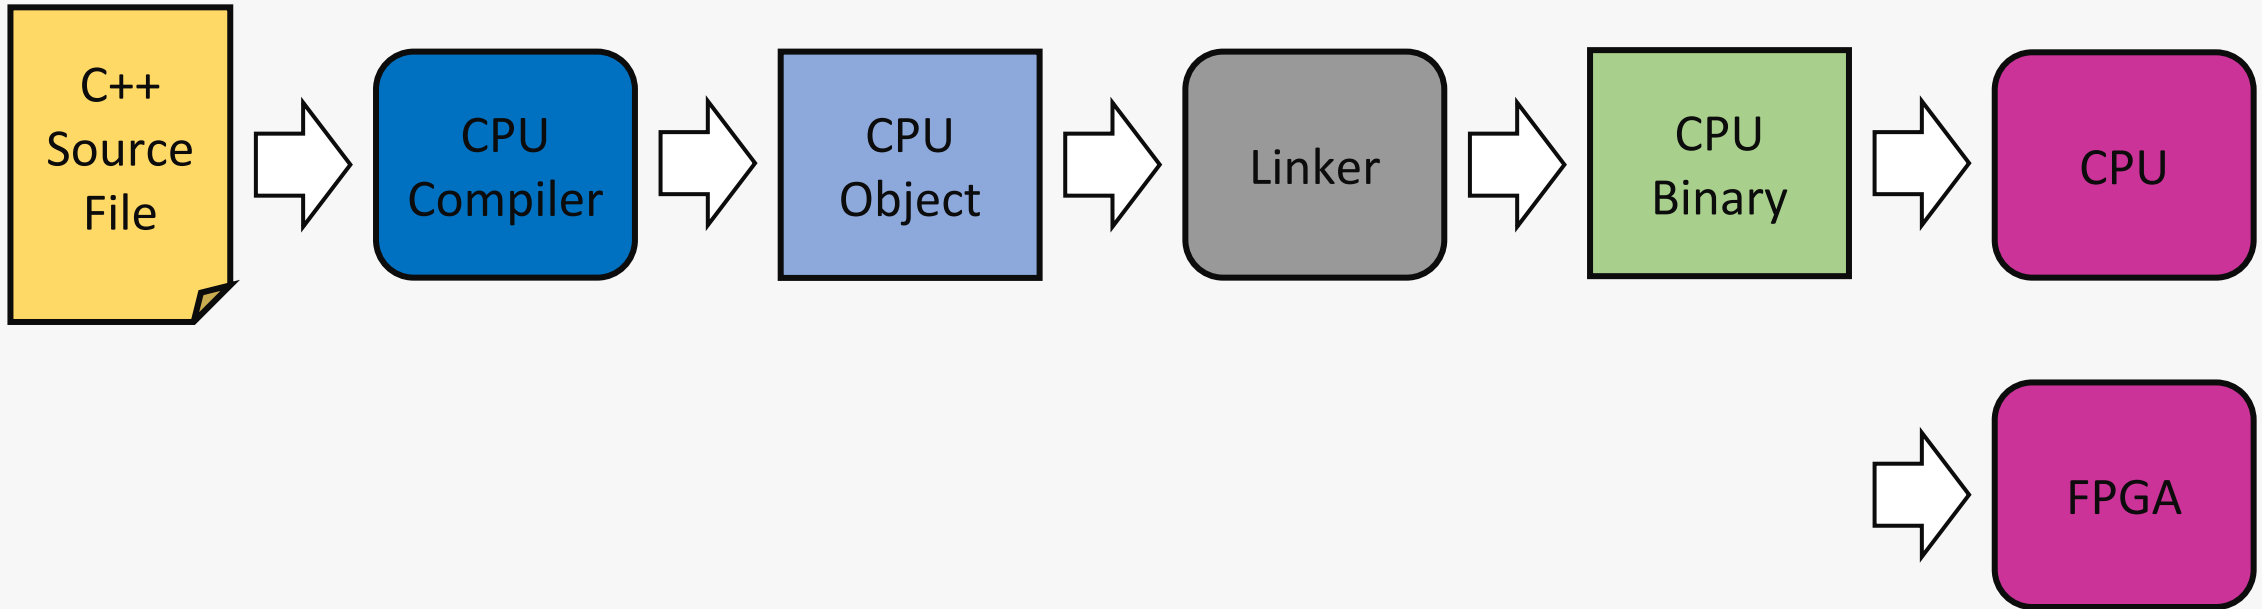 C++
Source
File
CPU
Compiler
CPU
Object
Linker
CPU
Binary
CPU
FPGA